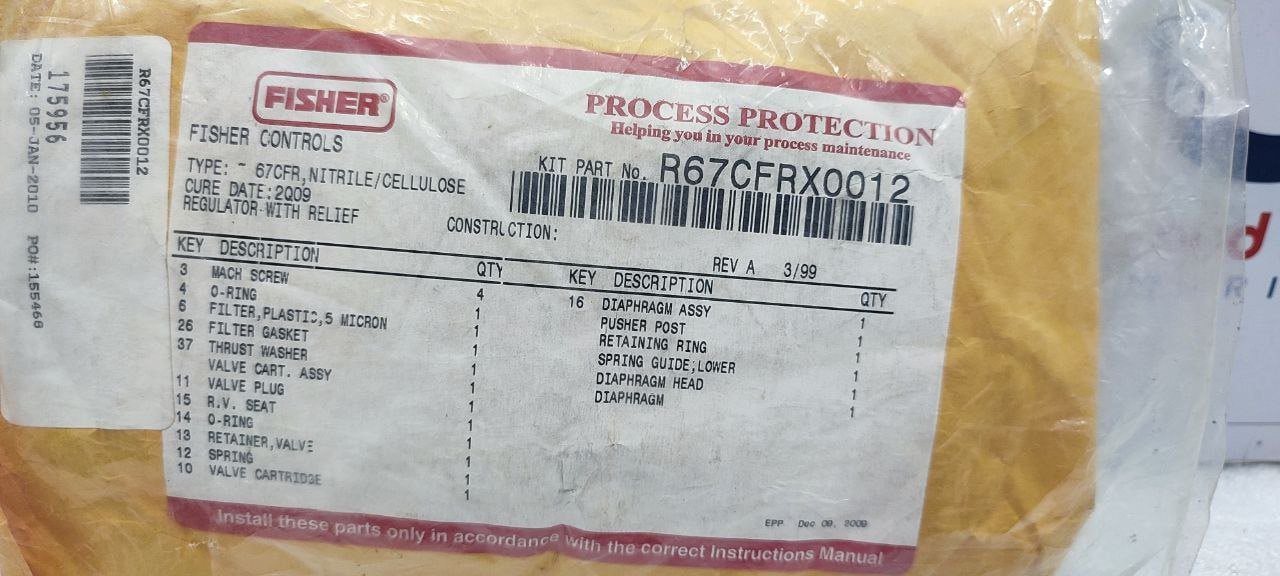 R67CFRX0012
175956
DATE: 05-JAN-2010 PO#:155468
FISHER®
FISHER CONTROLS
TYPE: ~ 67CFR,NITRILE/CELLULOSE
CURE DATE:2Q09
REGULATOR WITH RELIEF
PROCESS PROTECTION
Helping you in your process maintenance
KIT PART No. R67CFRX0012
CONSTRUCTION:
REV A 3/99
KEY DESCRIPTION QTY
3 MACH SCREW 4
4 O-RING 1
6 FILTER,PLASTIC,5 MICRON 1
26 FILTER GASKET 1
37 THRUST WASHER 1
VALVE CART. ASSY 1
11 VALVE PLUG 1
15 R.V. SEAT 1
14 O-RING 1
13 RETAINER,VALVE 1
12 SPRING 1
10 VALVE CARTRIDGE 1
KEY DESCRIPTION QTY
16 DIAPHRAGM ASSY 1
PUSHER POST 1
RETAINING RING 1
SPRING GUIDE,LOWER 1
DIAPHRAGM HEAD 1
DIAPHRAGM 1
EPP Dec 09, 2009
Install these parts only in accordance with the correct Instructions Manual